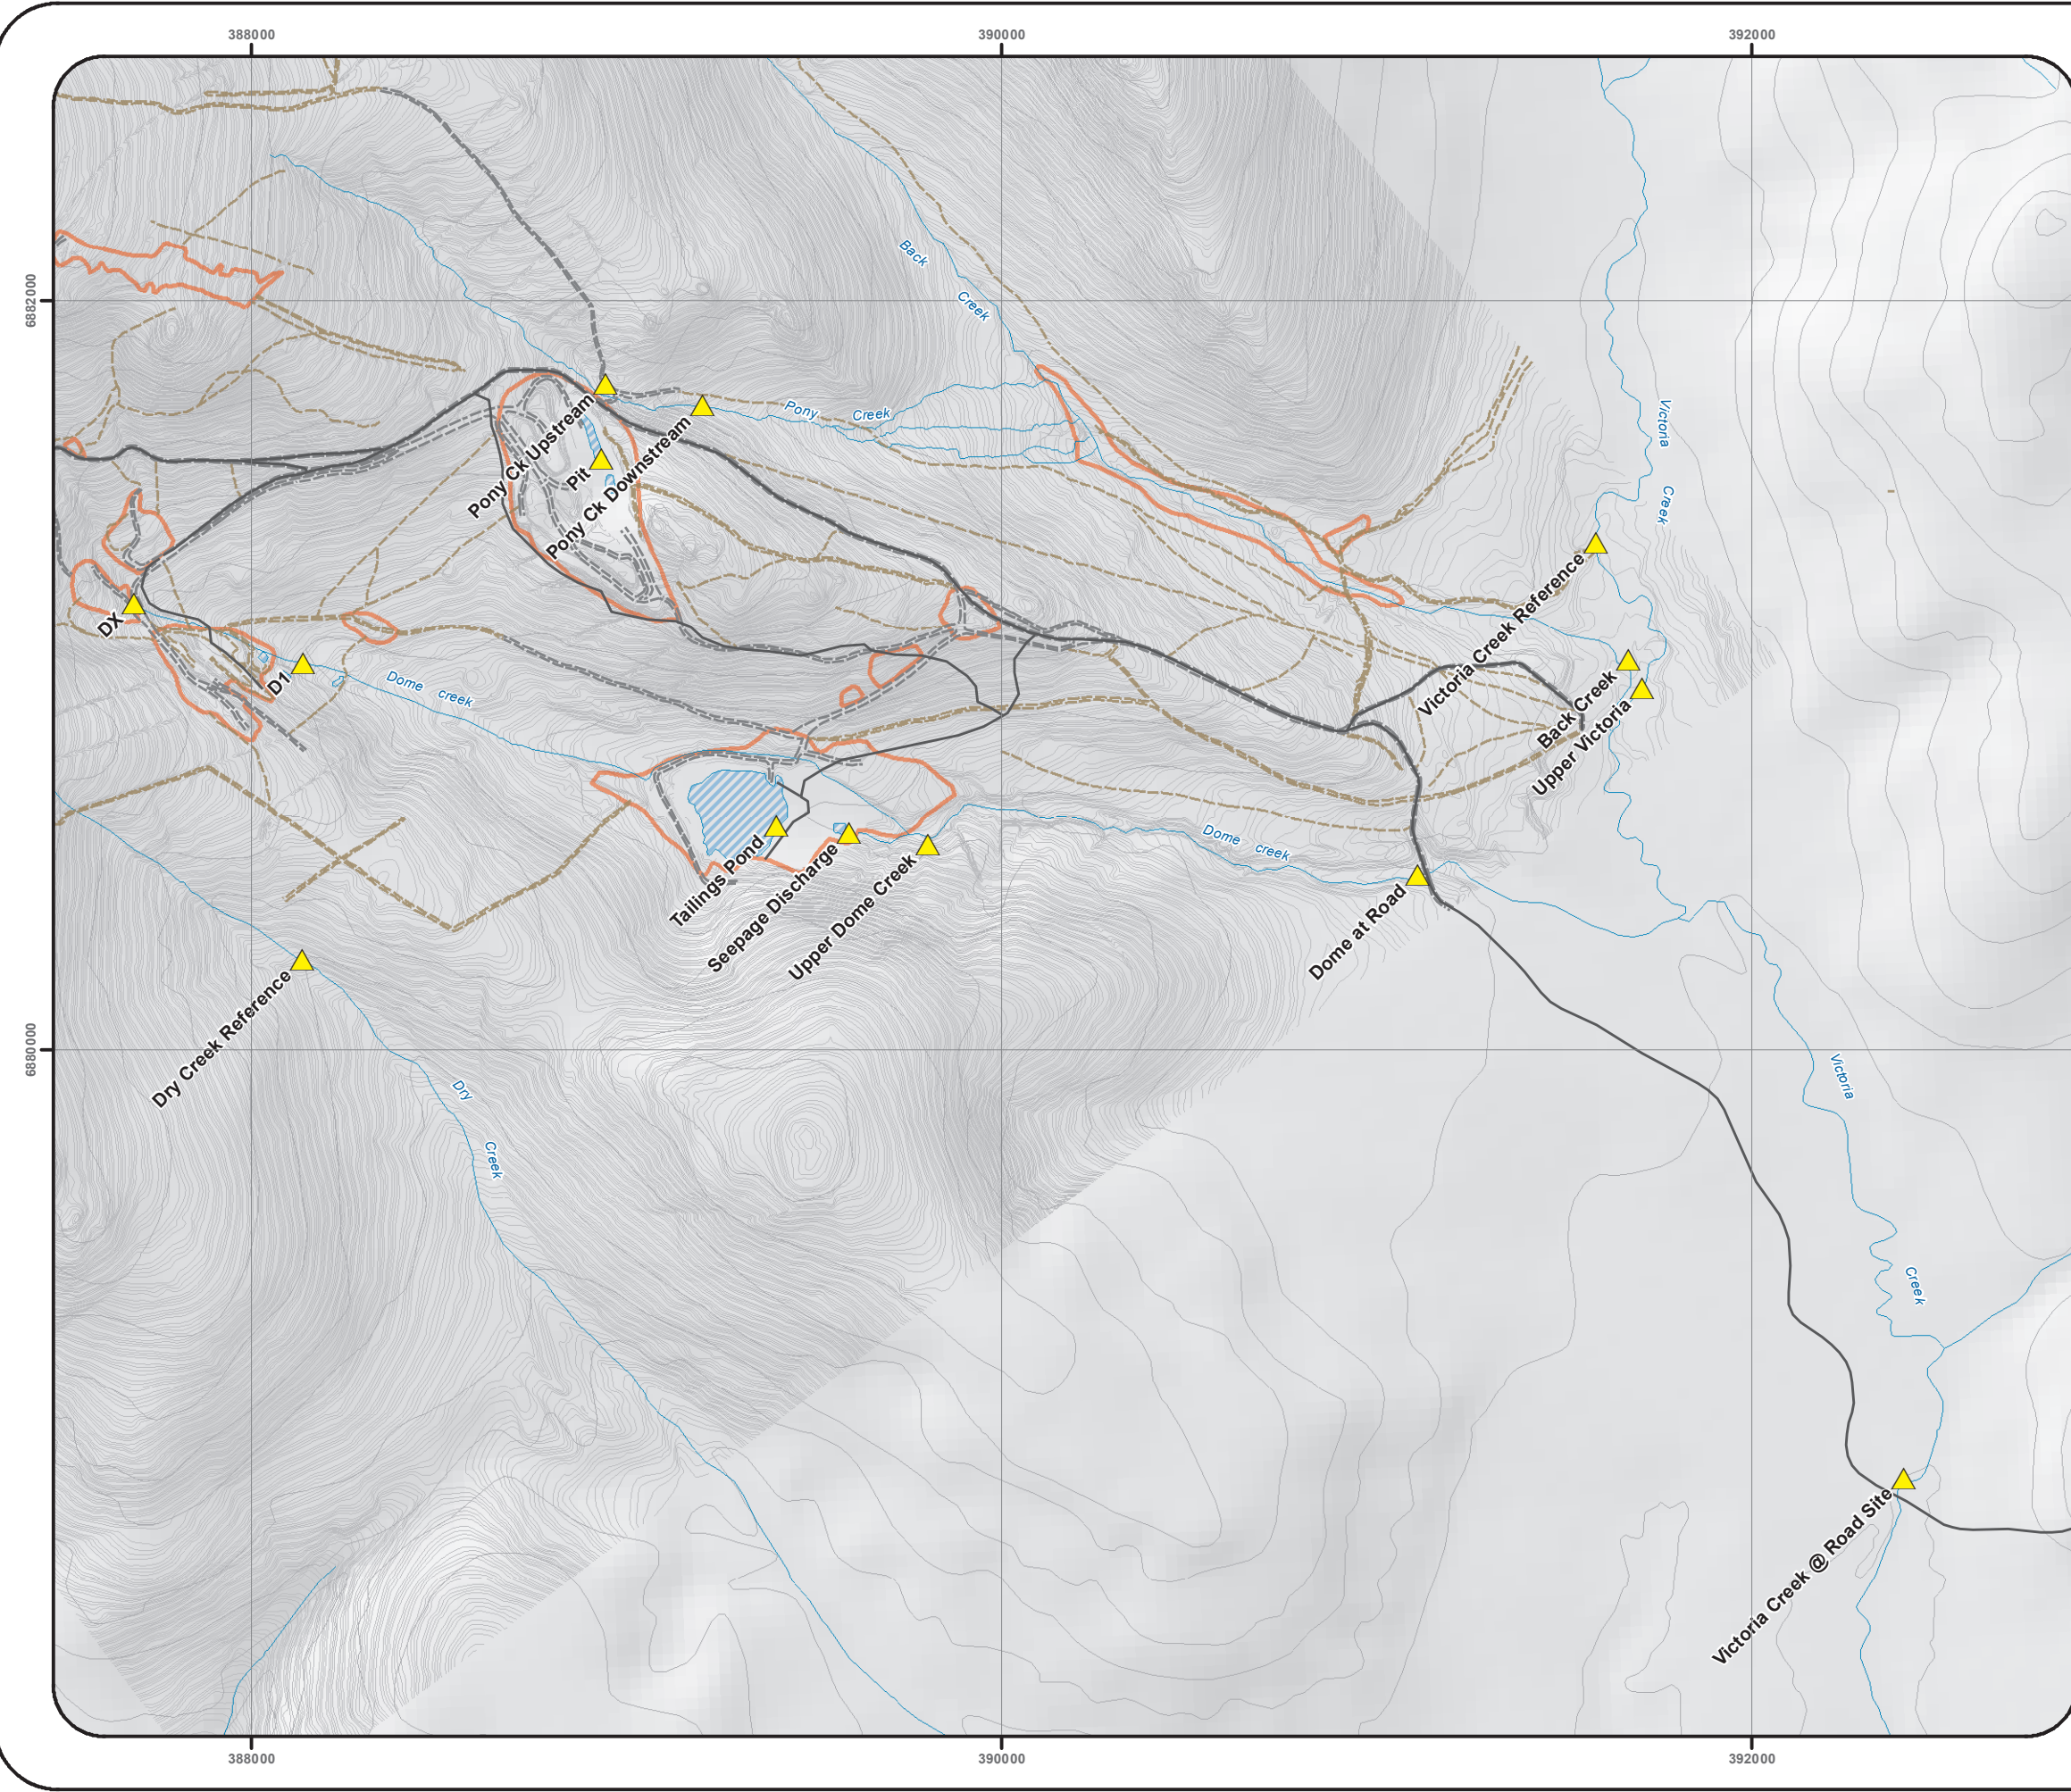 388000
390000
392000
6882000
6880000
Back
Creek
Pony
Creek
Victoria
Creek
Pony Ck Upstream
Pit
Pony Ck Downstream
Victoria Creek Reference
DX
D1
Dome creek
Back Creek
Upper Victoria
Tailings Pond
Seepage Discharge
Upper Dome Creek
Dome creek
Dome at Road
Dry Creek Reference
Dry
Creek
Victoria
Creek
Victoria Creek @ Road Site
388000
390000
392000